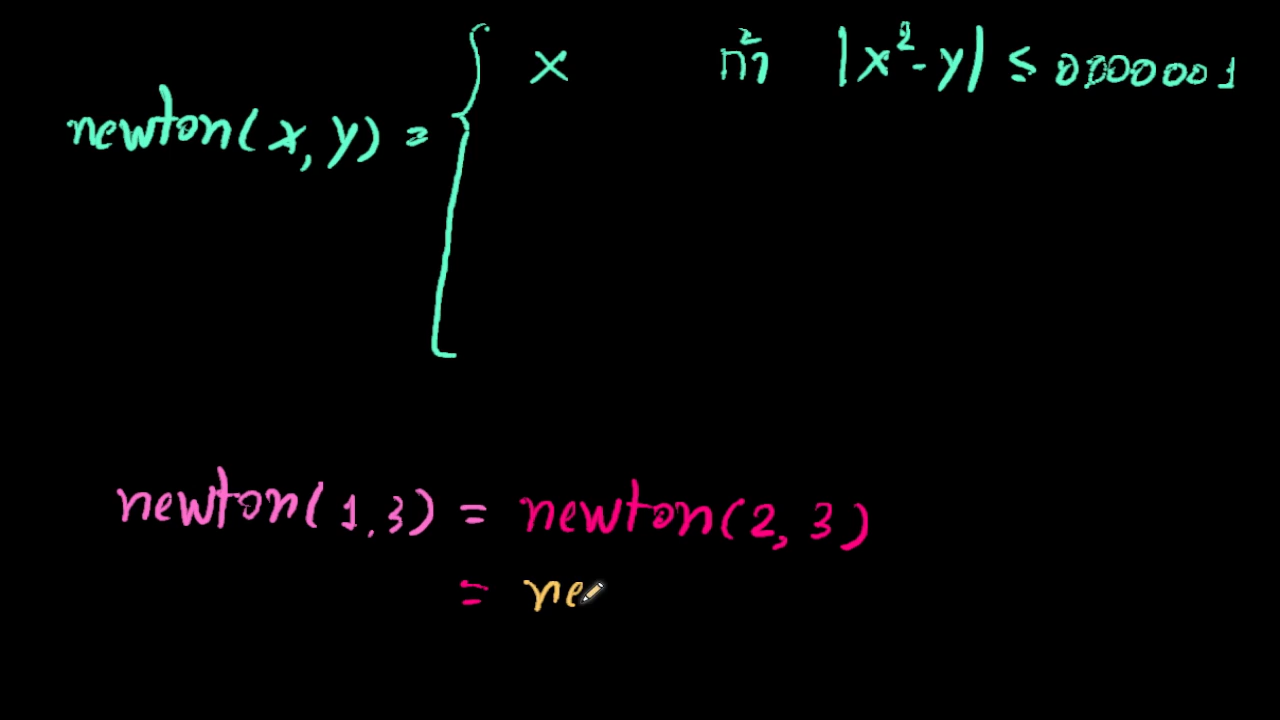 x ถ้า |x²-y| ≤ 0.000001
newton(x, y) =
newton(1,3) = newton(2, 3)
= ne